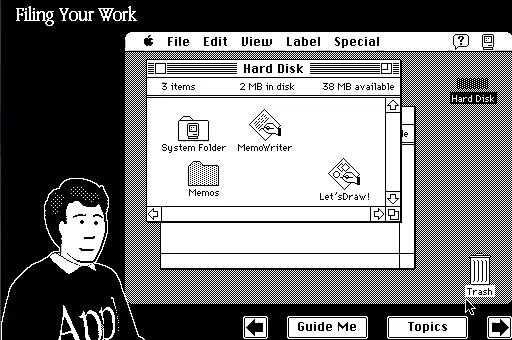 Filing Your Work
File Edit View Label Special
Hard Disk
3 items 2 MB in disk 38 MB available
Hard Disk
System Folder MemoWriter
Memos Let'sDraw!
Trash
App
Guide Me Topics